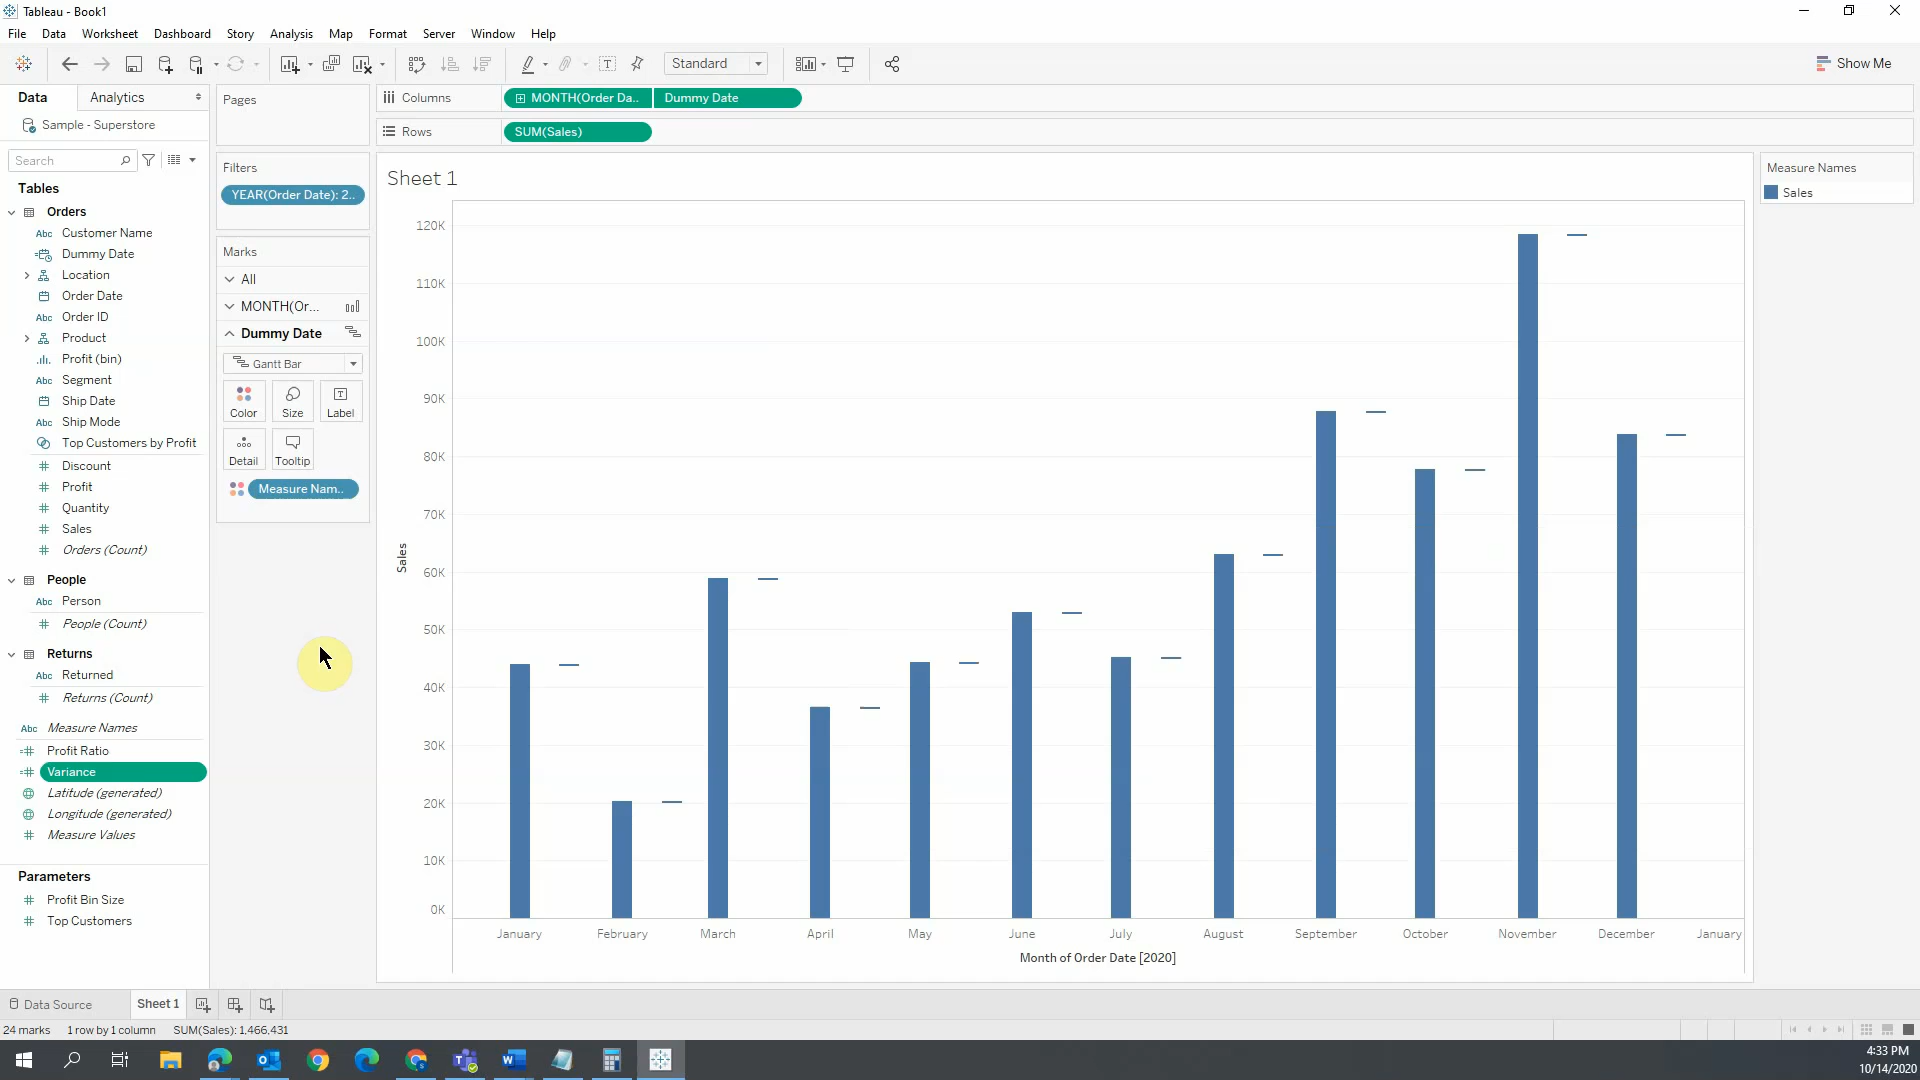 Tableau - Book1
File Data Worksheet Dashboard Story Analysis Map Format Server Window Help
Standard
Show Me
Data Analytics
Sample - Superstore
Search
Tables
Orders
Abc Customer Name
Dummy Date
Location
Order Date
Abc Order ID
Product
Profit (bin)
Abc Segment
Ship Date
Abc Ship Mode
Top Customers by Profit
Discount
Profit
Quantity
Sales
Orders (Count)
People
Abc Person
People (Count)
Returns
Abc Returned
Returns (Count)
Abc Measure Names
Profit Ratio
Variance
Latitude (generated)
Longitude (generated)
Measure Values
Parameters
Profit Bin Size
Top Customers
Pages
Filters
YEAR(Order Date): 2..
Marks
All
MONTH(Or...
Dummy Date
Gantt Bar
Color Size Label
Detail Tooltip
Measure Nam..
Columns MONTH(Order Da.. Dummy Date
Rows SUM(Sales)
Sheet 1
120K
110K
100K
90K
80K
70K
60K
50K
40K
30K
20K
10K
0K
Sales
January February March April May June July August September October November December January
Month of Order Date [2020]
Measure Names
Sales
Data Source Sheet 1
24 marks 1 row by 1 column SUM(Sales): 1,466,431
4:33 PM
10/14/2020